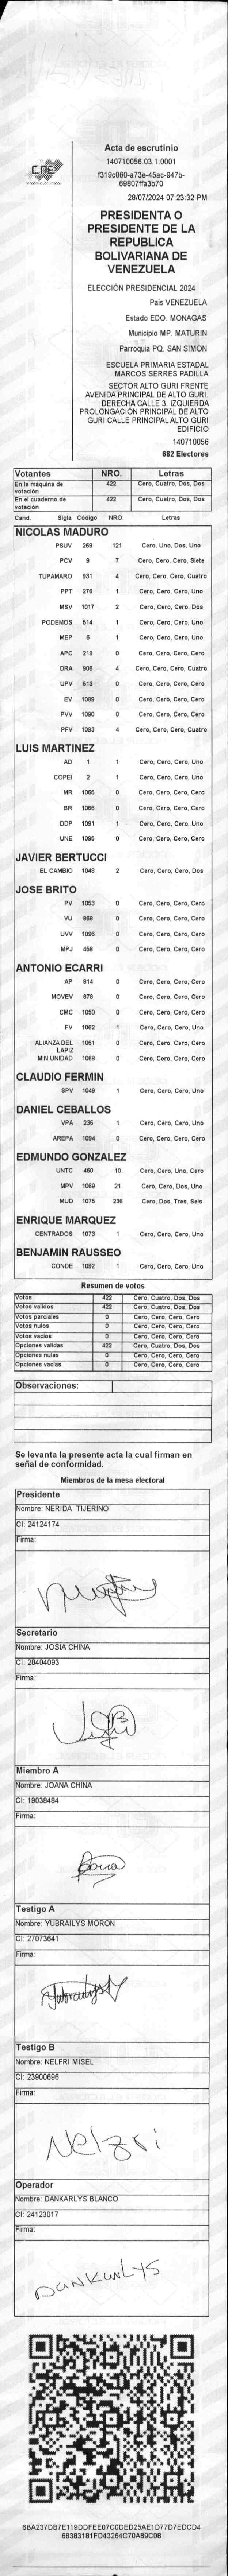 CNE
Acta de escrutinio
140710056.03.1.0001
f319c060-a73e-45ac-947b-
69807ffa3b70
28/07/2024 07:23:32 PM
PRESIDENTA O
PRESIDENTE DE LA
REPUBLICA
BOLIVARIANA DE
VENEZUELA
ELECCIÓN PRESIDENCIAL 2024
País VENEZUELA
Estado EDO. MONAGAS
Municipio MP. MATURIN
Parroquia PQ. SAN SIMON
ESCUELA PRIMARIA ESTADAL
MARCOS SERRES PADILLA
SECTOR ALTO GURI FRENTE
AVENIDA PRINCIPAL DE ALTO GURI.
DERECHA CALLE 3. IZQUIERDA
PROLONGACIÓN PRINCIPAL DE ALTO
GURI CALLE PRINCIPAL ALTO GURI
EDIFICIO
140710056
682 Electores
Votantes NRO. Letras
En la máquina de votación 422 Cero, Cuatro, Dos, Dos
En el cuaderno de votación 422 Cero, Cuatro, Dos, Dos
Cand. Sigla Código NRO. Letras
NICOLAS MADURO
PSUV 269 121 Cero, Uno, Dos, Uno
PCV 9 7 Cero, Cero, Cero, Siete
TUPAMARO 931 4 Cero, Cero, Cero, Cuatro
PPT 276 1 Cero, Cero, Cero, Uno
MSV 1017 2 Cero, Cero, Cero, Dos
PODEMOS 514 1 Cero, Cero, Cero, Uno
MEP 6 1 Cero, Cero, Cero, Uno
APC 219 0 Cero, Cero, Cero, Cero
ORA 906 4 Cero, Cero, Cero, Cuatro
UPV 513 0 Cero, Cero, Cero, Cero
EV 1089 0 Cero, Cero, Cero, Cero
PVV 1090 0 Cero, Cero, Cero, Cero
PFV 1093 4 Cero, Cero, Cero, Cuatro
LUIS MARTINEZ
AD 1 1 Cero, Cero, Cero, Uno
COPEI 2 1 Cero, Cero, Cero, Uno
MR 1065 0 Cero, Cero, Cero, Cero
BR 1066 0 Cero, Cero, Cero, Cero
DDP 1091 1 Cero, Cero, Cero, Uno
UNE 1095 0 Cero, Cero, Cero, Cero
JAVIER BERTUCCI
EL CAMBIO 1048 2 Cero, Cero, Cero, Dos
JOSE BRITO
PV 1053 0 Cero, Cero, Cero, Cero
VU 868 0 Cero, Cero, Cero, Cero
UVV 1096 0 Cero, Cero, Cero, Cero
MPJ 458 0 Cero, Cero, Cero, Cero
ANTONIO ECARRI
AP 814 0 Cero, Cero, Cero, Cero
MOVEV 878 0 Cero, Cero, Cero, Cero
CMC 1050 0 Cero, Cero, Cero, Cero
FV 1062 1 Cero, Cero, Cero, Uno
ALIANZA DEL LAPIZ 1051 0 Cero, Cero, Cero, Cero
MIN UNIDAD 1068 0 Cero, Cero, Cero, Cero
CLAUDIO FERMIN
SPV 1049 1 Cero, Cero, Cero, Uno
DANIEL CEBALLOS
VPA 236 1 Cero, Cero, Cero, Uno
AREPA 1094 0 Cero, Cero, Cero, Cero
EDMUNDO GONZALEZ
UNTC 460 10 Cero, Cero, Uno, Cero
MPV 1069 21 Cero, Cero, Dos, Uno
MUD 1075 236 Cero, Dos, Tres, Seis
ENRIQUE MARQUEZ
CENTRADOS 1073 1 Cero, Cero, Cero, Uno
BENJAMIN RAUSSEO
CONDE 1092 1 Cero, Cero, Cero, Uno
Resumen de votos
Votos 422 Cero, Cuatro, Dos, Dos
Votos validos 422 Cero, Cuatro, Dos, Dos
Votos parciales 0 Cero, Cero, Cero, Cero
Votos nulos 0 Cero, Cero, Cero, Cero
Votos vacios 0 Cero, Cero, Cero, Cero
Opciones validas 422 Cero, Cuatro, Dos, Dos
Opciones nulas 0 Cero, Cero, Cero, Cero
Opciones vacias 0 Cero, Cero, Cero, Cero
Observaciones:
Se levanta la presente acta la cual firman en
señal de conformidad.
Miembros de la mesa electoral
Presidente
Nombre: NERIDA TIJERINO
CI: 24124174
Firma:
Secretario
Nombre: JOSIA CHINA
CI: 20404093
Firma:
Miembro A
Nombre: JOANA CHINA
CI: 19038484
Firma:
Testigo A
Nombre: YUBRAILYS MORON
CI: 27073641
Firma:
Testigo B
Nombre: NELFRI MISEL
CI: 23900696
Firma:
Nelfri
Operador
Nombre: DANKARLYS BLANCO
CI: 24123017
Firma:
DANKARLYS
6BA237DB7E119DDFEE07C0DED25AE1D77D7EDCD4
68383181FD43264C70A89C08